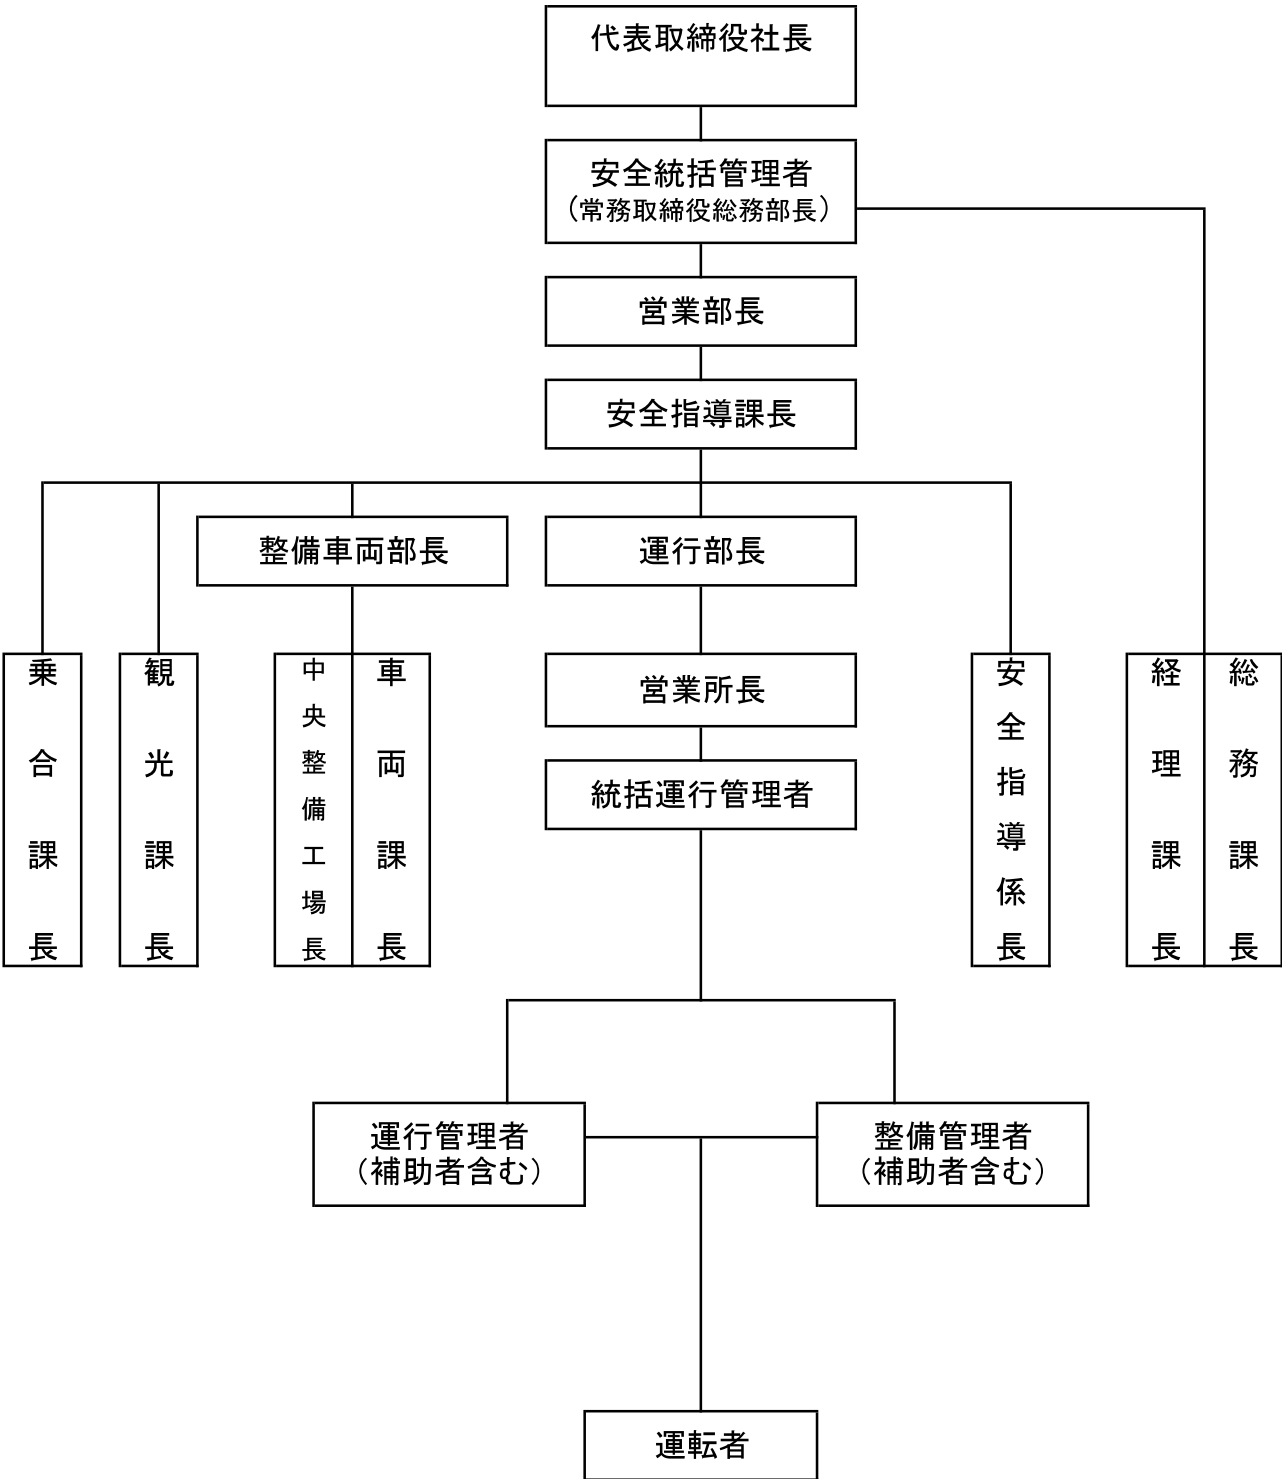 代表取締役社長
安全統括管理者
（常務取締役総務部長）
営業部長
安全指導課長
整備車両部長
運行部長
乗合課長
観光課長
中央整備工場長
車両課長
営業所長
統括運行管理者
安全指導係長
経理課長
総務課長
運行管理者
（補助者含む）
整備管理者
（補助者含む）
運転者